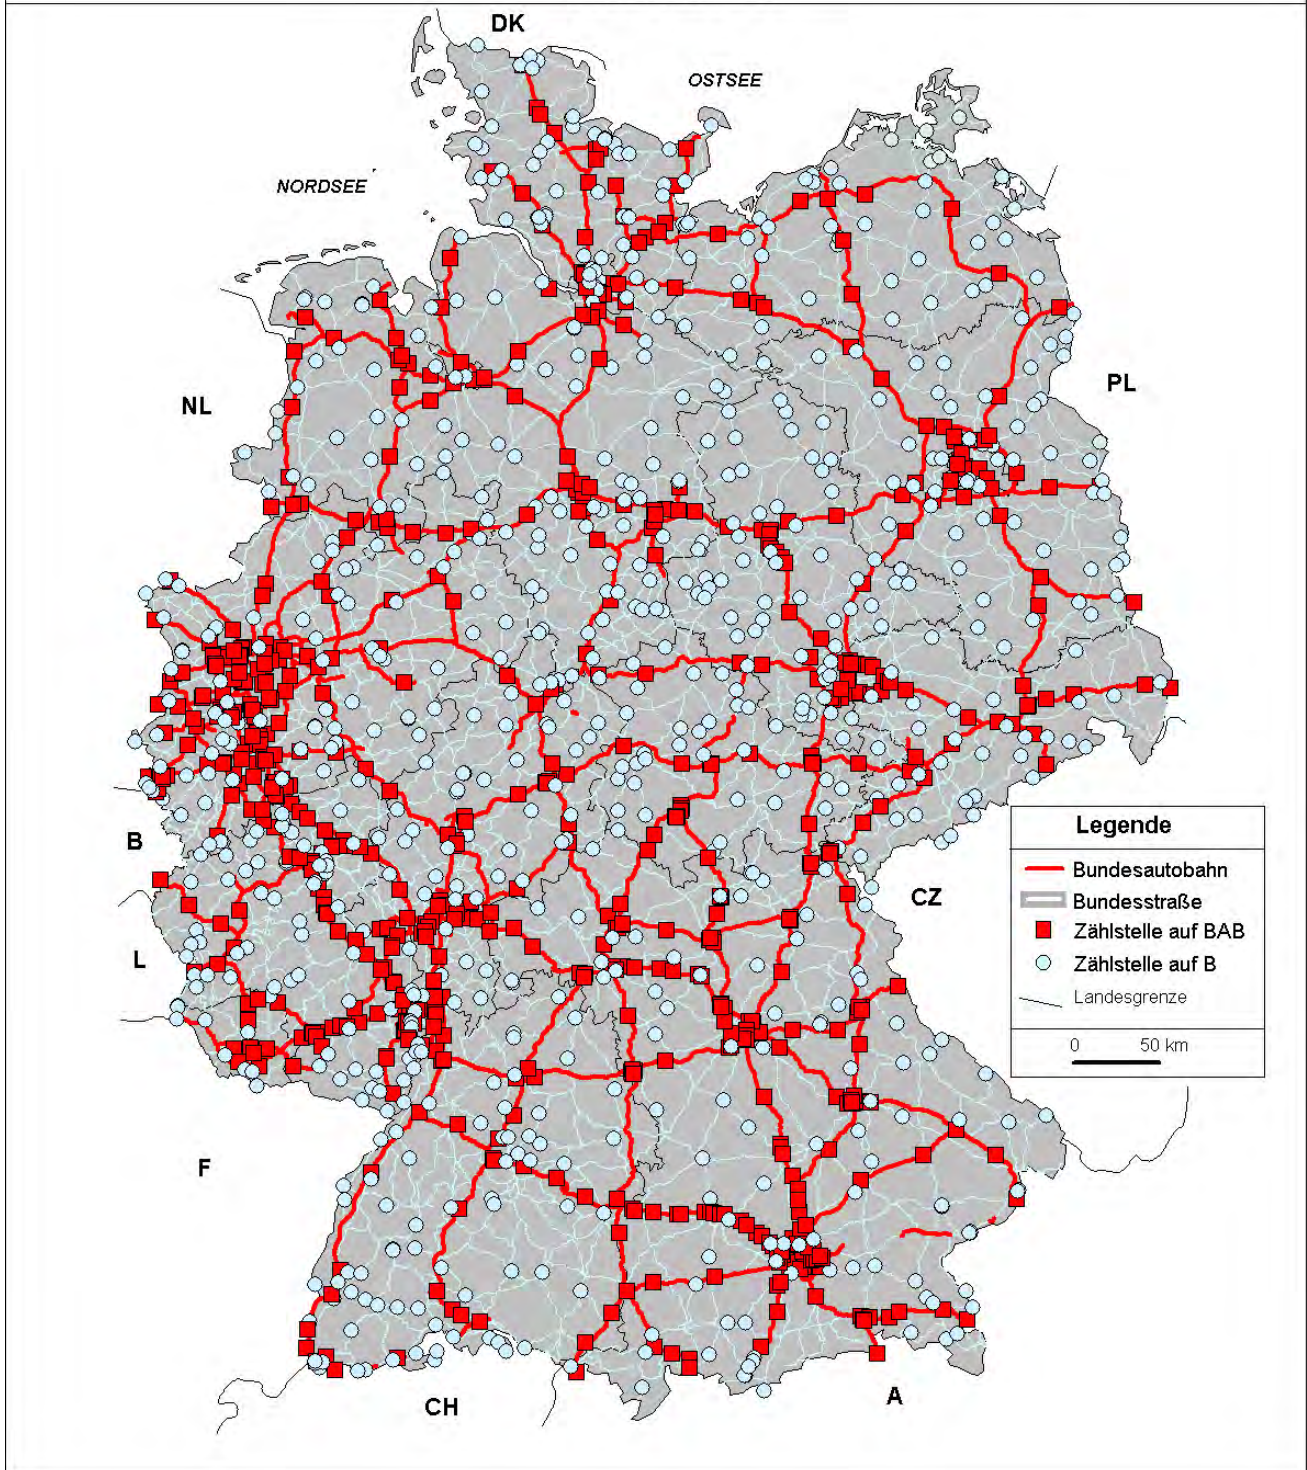 DK
OSTSEE
NORDSEE
NL
PL
B
L
CZ
F
CH
A
Legende
Bundesautobahn
Bundesstraße
Zählstelle auf BAB
Zählstelle auf B
Landesgrenze
0 50 km